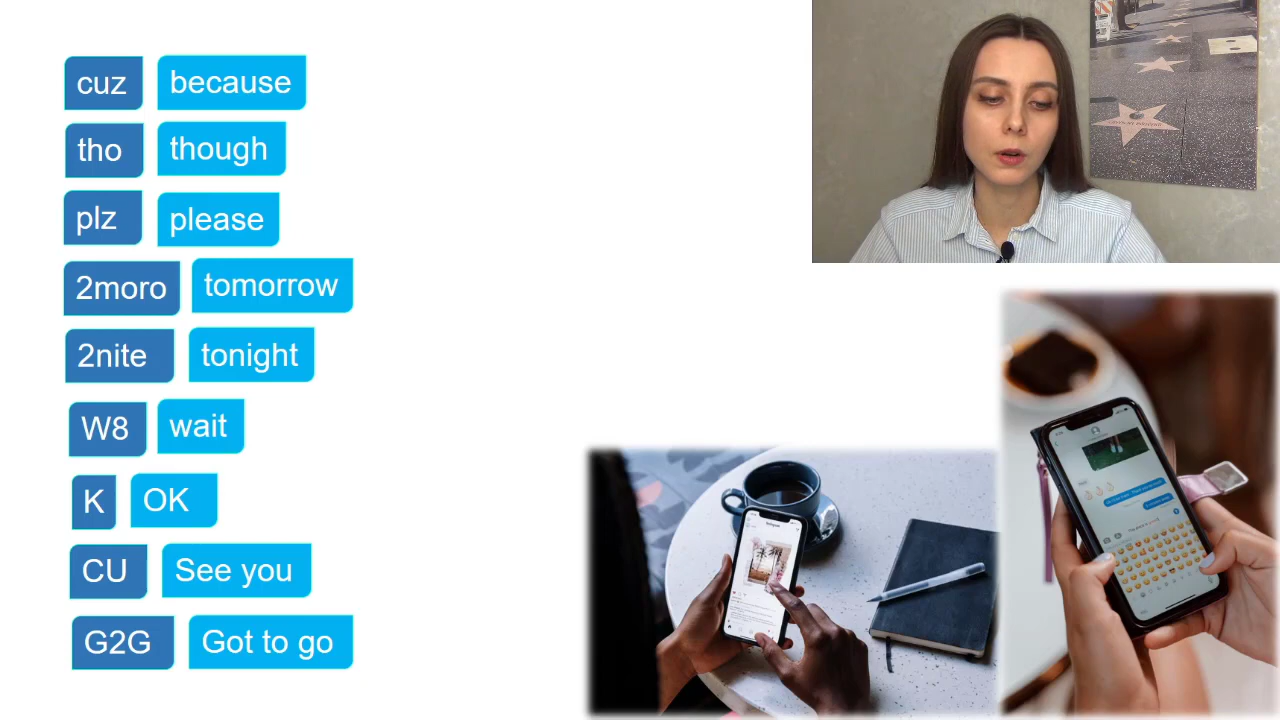 cuz because
tho though
plz please
2moro tomorrow
2nite tonight
W8 wait
K OK
CU See you
G2G Got to go